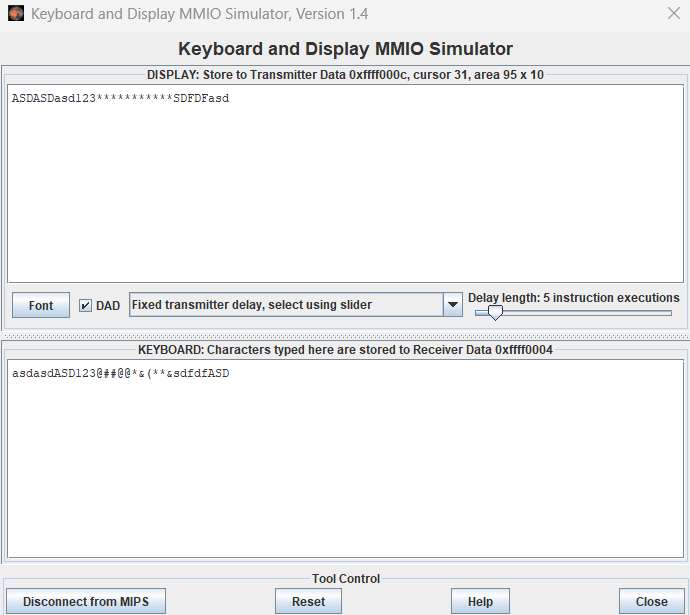 Keyboard and Display MMIO Simulator, Version 1.4
Keyboard and Display MMIO Simulator
DISPLAY: Store to Transmitter Data 0xffff000c, cursor 31, area 95 x 10
ASDASDasd123***********SDFDFasd
Font
DAD
Fixed transmitter delay, select using slider
Delay length: 5 instruction executions
KEYBOARD: Characters typed here are stored to Receiver Data 0xffff0004
asdasdASD123@##@@*&(**&sdfdfASD
Tool Control
Disconnect from MIPS
Reset
Help
Close